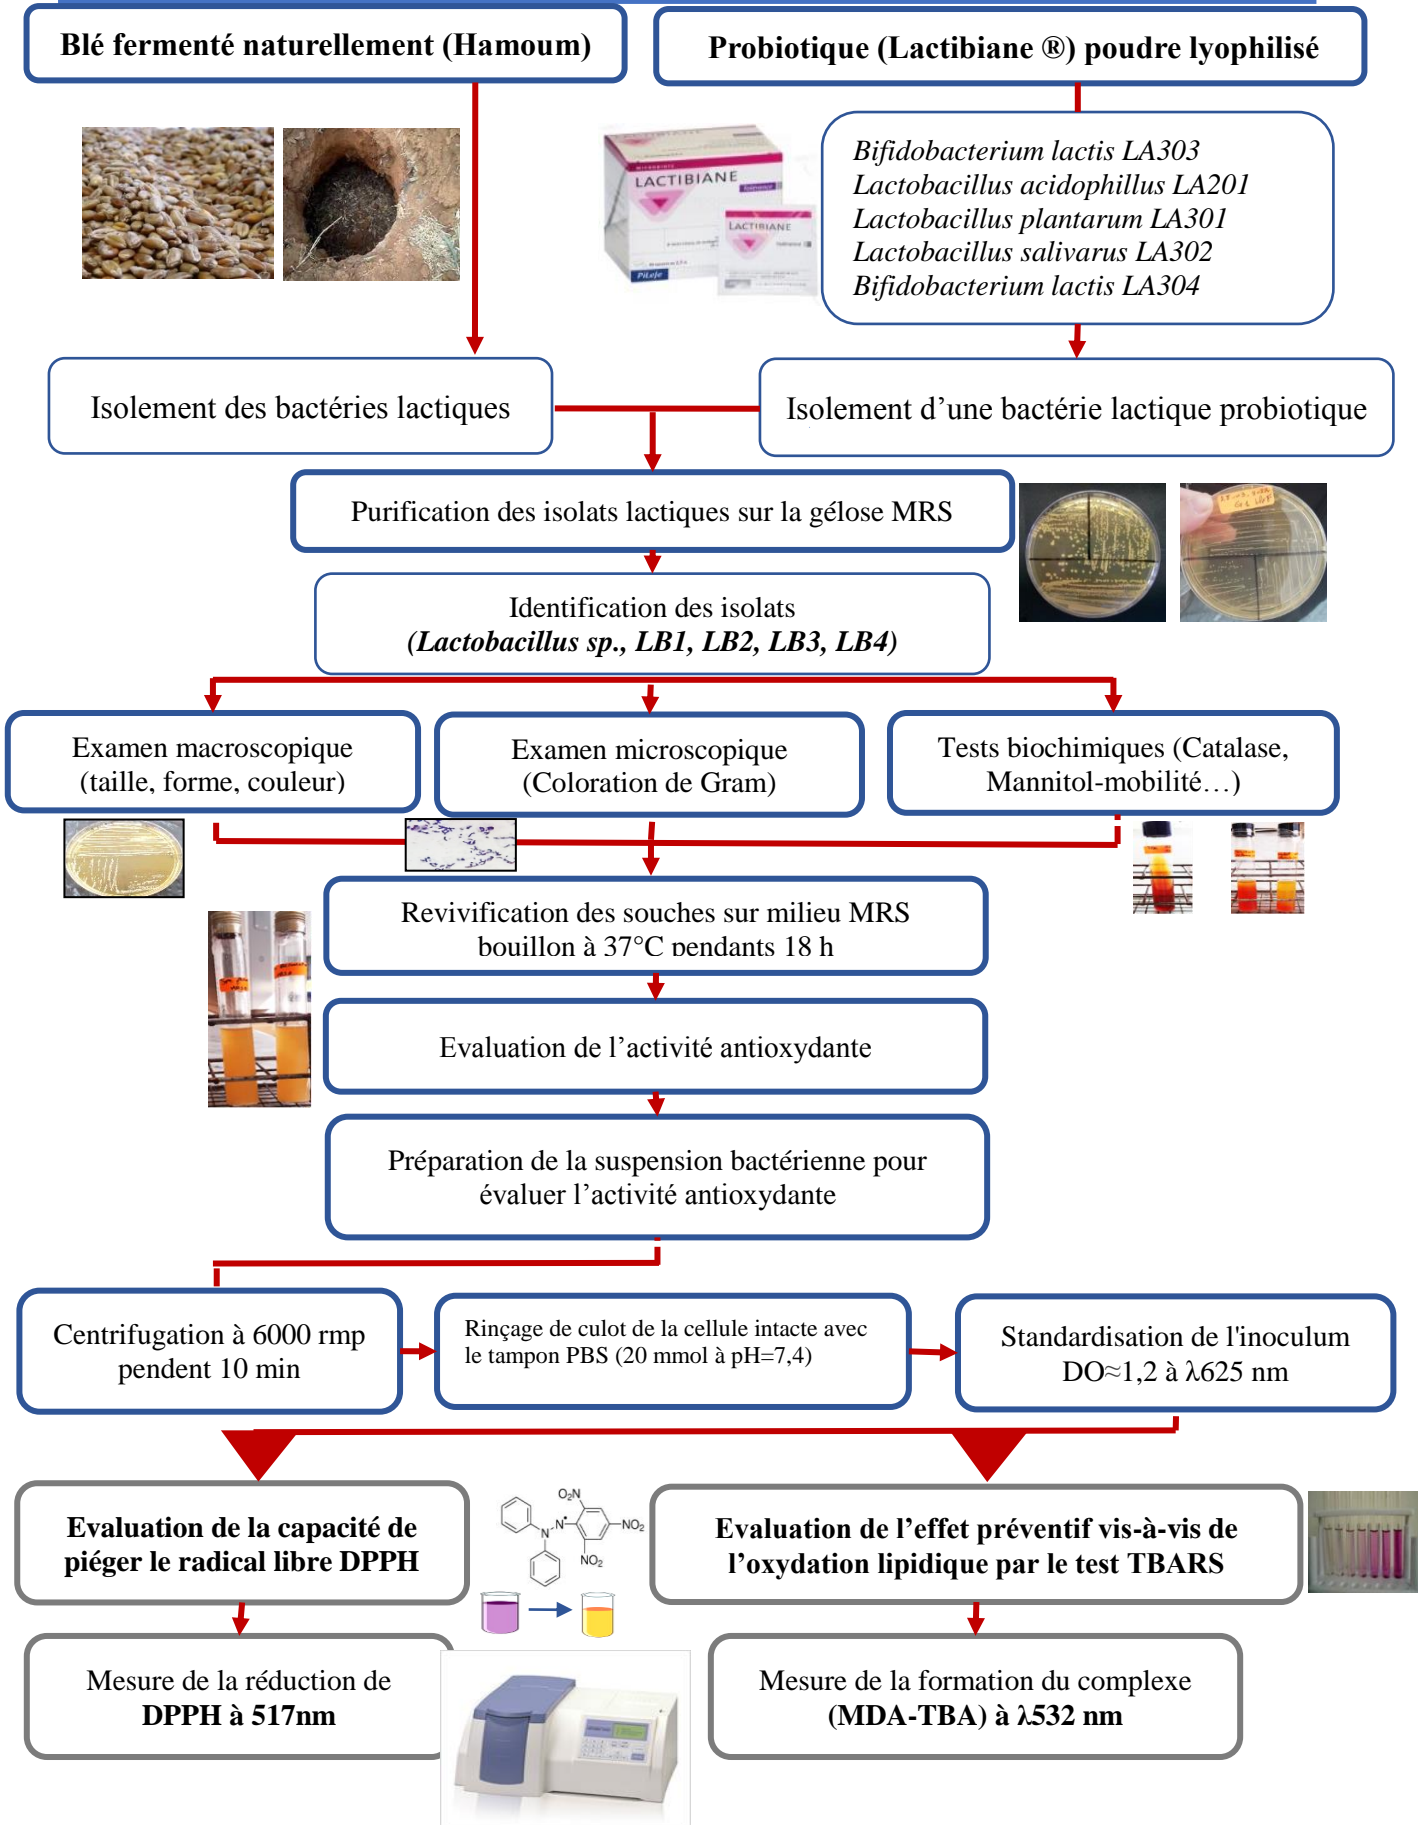 Blé fermenté naturellement (Hamoum)
Probiotique (Lactibiane ®) poudre lyophilisé
Bifidobacterium lactis LA303
Lactobacillus acidophillus LA201
Lactobacillus plantarum LA301
Lactobacillus salivarus LA302
Bifidobacterium lactis LA304
LACTIBIANE
LACTIBIANE
PiLeJe
Isolement des bactéries lactiques
Isolement d’une bactérie lactique probiotique
Purification des isolats lactiques sur la gélose MRS
Identification des isolats
(Lactobacillus sp., LB1, LB2, LB3, LB4)
Examen macroscopique
(taille, forme, couleur)
Examen microscopique
(Coloration de Gram)
Tests biochimiques (Catalase,
Mannitol-mobilité…)
Revivification des souches sur milieu MRS
bouillon à 37°C pendants 18 h
Evaluation de l’activité antioxydante
Préparation de la suspension bactérienne pour
évaluer l’activité antioxydante
Centrifugation à 6000 rmp
pendent 10 min
Rinçage de culot de la cellule intacte avec
le tampon PBS (20 mmol à pH=7,4)
Standardisation de l'inoculum
DO≈1,2 à λ625 nm
Evaluation de la capacité de
piéger le radical libre DPPH
O₂N
N N•
NO₂
NO₂
Evaluation de l’effet préventif vis-à-vis de
l’oxydation lipidique par le test TBARS
Mesure de la réduction de
DPPH à 517nm
Mesure de la formation du complexe
(MDA-TBA) à λ532 nm